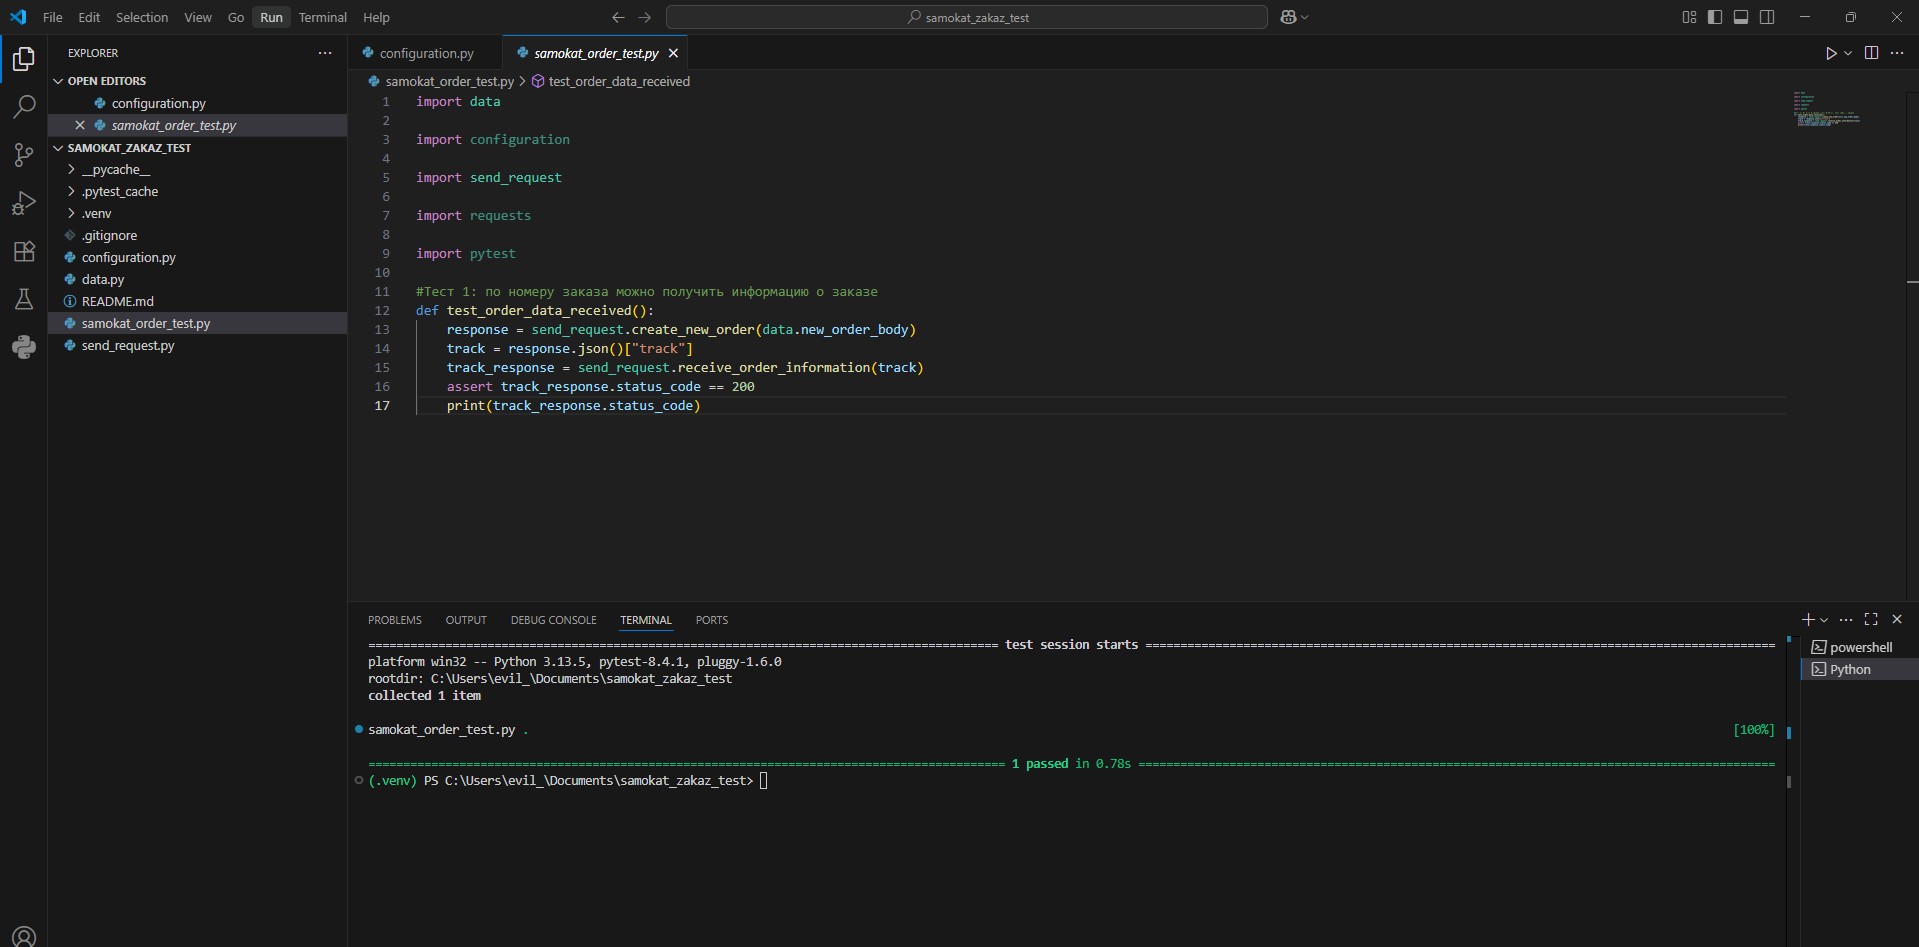 File Edit Selection View Go Run Terminal Help
samokat_zakaz_test
EXPLORER
OPEN EDITORS
configuration.py
samokat_order_test.py
SAMOKAT_ZAKAZ_TEST
__pycache__
.pytest_cache
.venv
.gitignore
configuration.py
data.py
README.md
samokat_order_test.py
send_request.py
configuration.py samokat_order_test.py
samokat_order_test.py > test_order_data_received
1 import data
2
3 import configuration
4
5 import send_request
6
7 import requests
8
9 import pytest
10
11 #Тест 1: по номеру заказа можно получить информацию о заказе
12 def test_order_data_received():
13 response = send_request.create_new_order(data.new_order_body)
14 track = response.json()["track"]
15 track_response = send_request.receive_order_information(track)
16 assert track_response.status_code == 200
17 print(track_response.status_code)
PROBLEMS OUTPUT DEBUG CONSOLE TERMINAL PORTS
test session starts
platform win32 -- Python 3.13.5, pytest-8.4.1, pluggy-1.6.0
rootdir: C:\Users\evil_\Documents\samokat_zakaz_test
collected 1 item
samokat_order_test.py . [100%]
1 passed in 0.78s
(.venv) PS C:\Users\evil_\Documents\samokat_zakaz_test>
powershell
Python